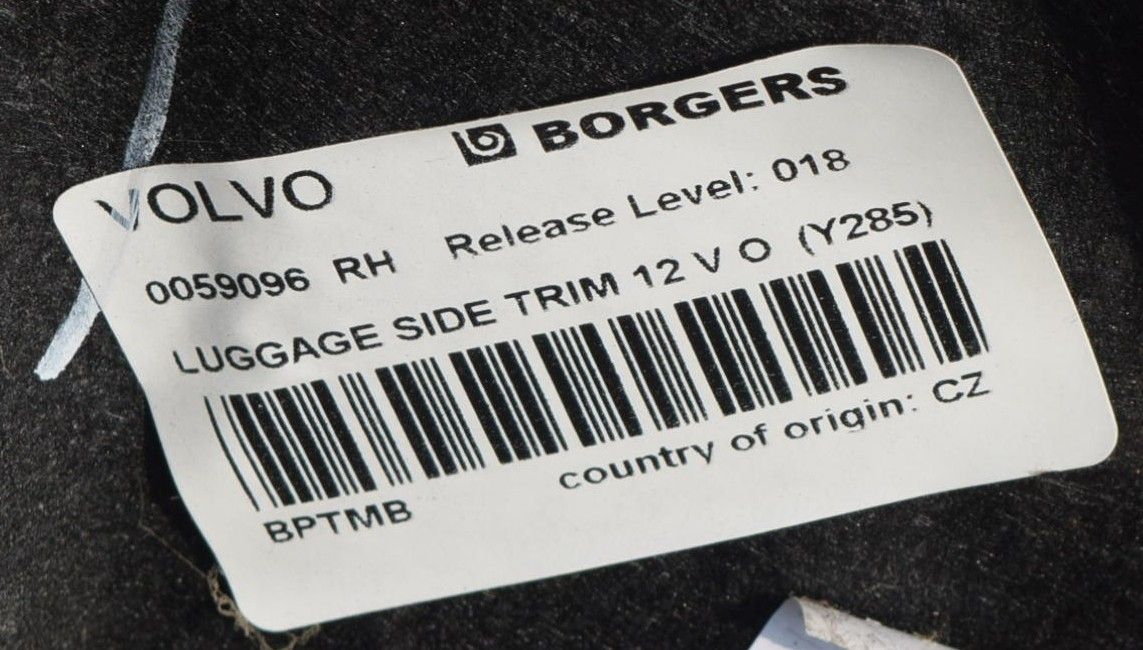 BORGERS
VOLVO
0059096 RH Release Level: 018
LUGGAGE SIDE TRIM 12 V O (Y285)
country of origin: CZ
BPTMB